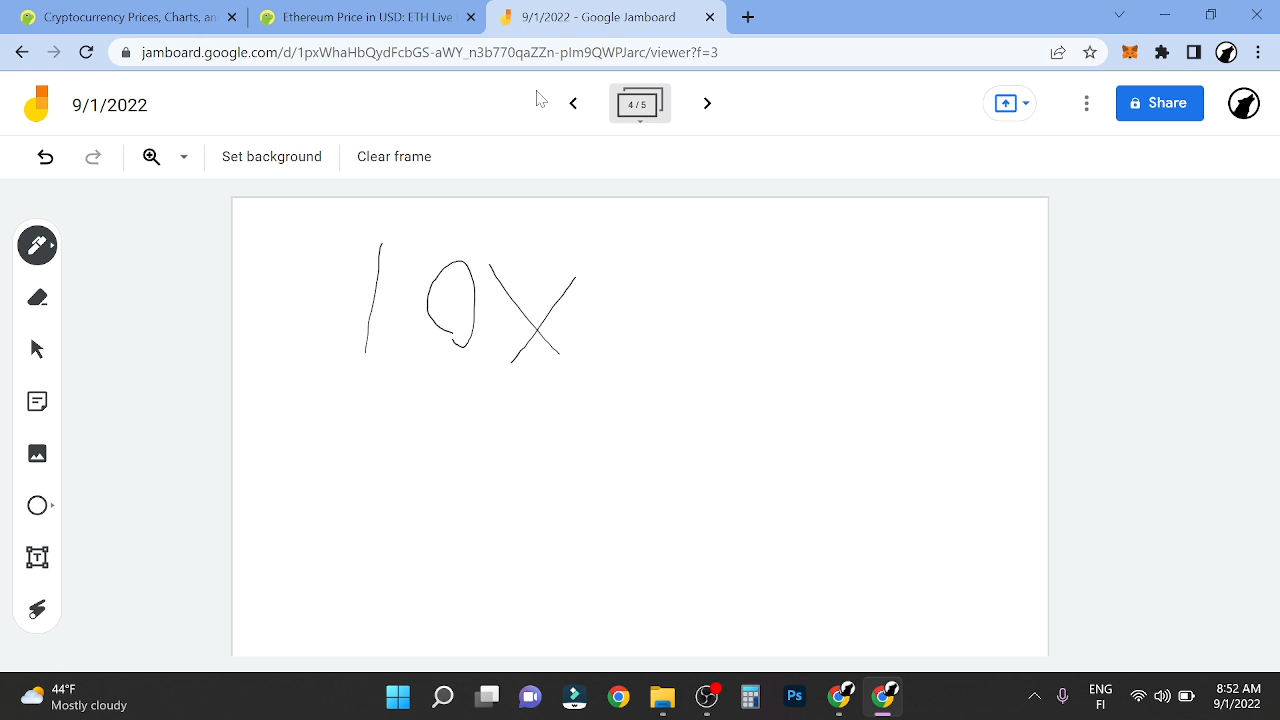 Cryptocurrency Prices, Charts, an
Ethereum Price in USD: ETH Live
9/1/2022 - Google Jamboard
jamboard.google.com/d/1pxWhaHbQydFcbGS-aWY_n3b770qaZZn-pIm9QWPJarc/viewer?f=3
9/1/2022
4 / 5
Share
Set background
Clear frame
10X
T
44°F
Mostly cloudy
Ps
ENG
FI
8:52 AM
9/1/2022